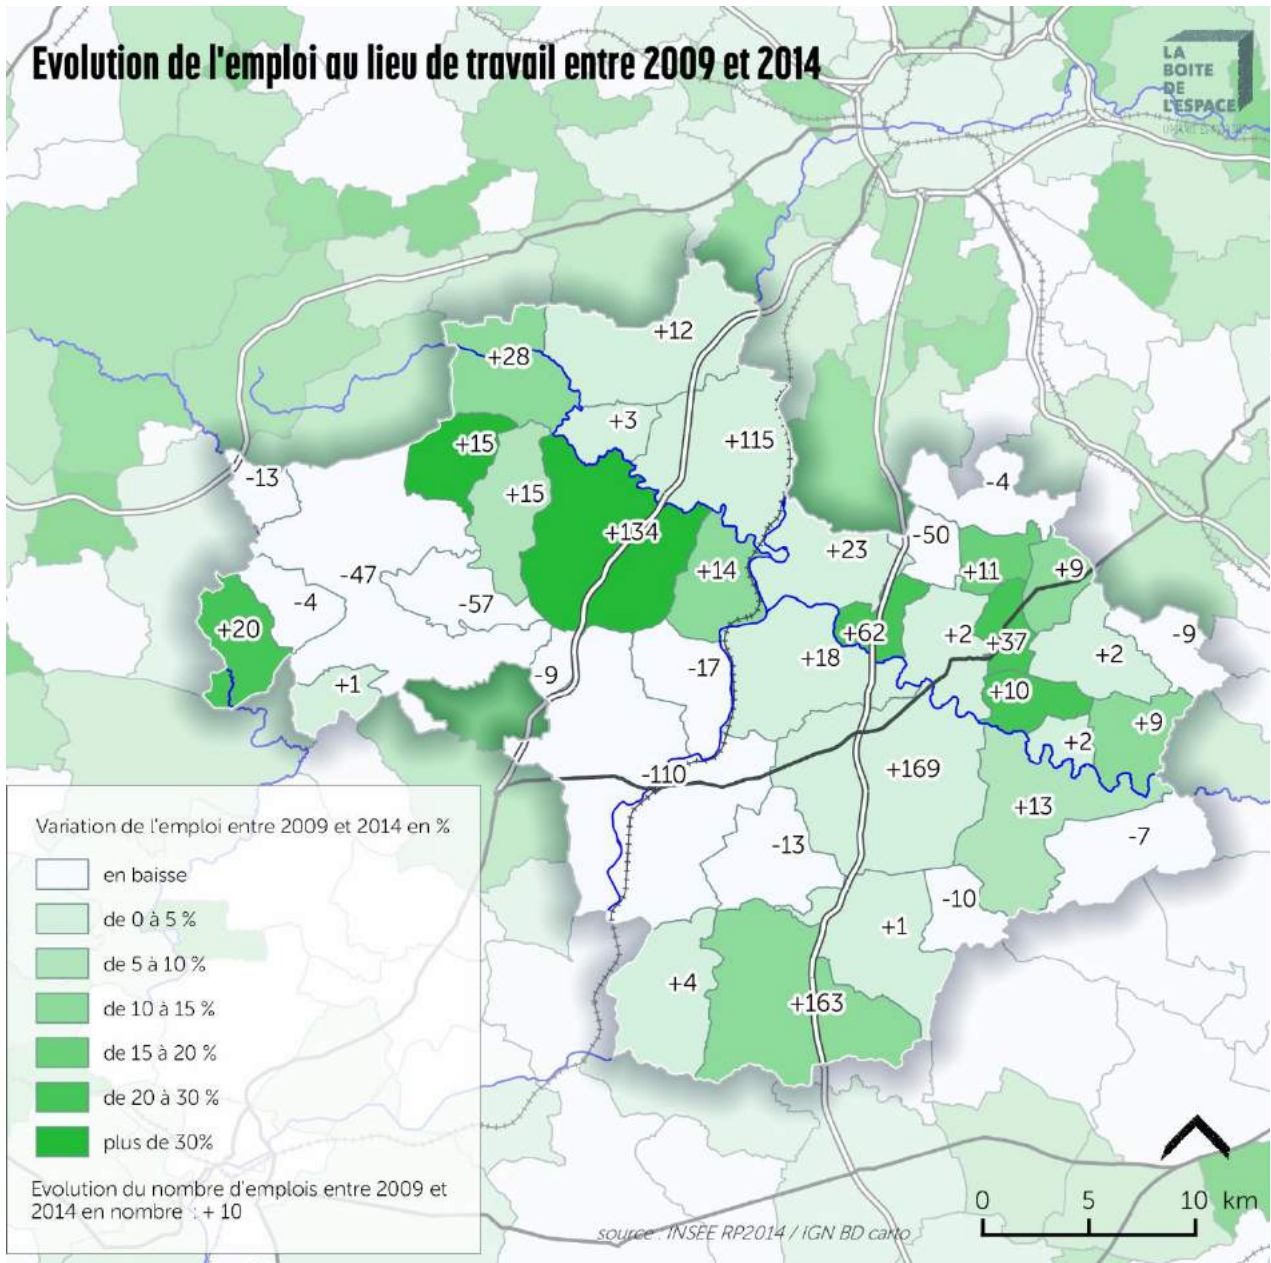 Evolution de l'emploi au lieu de travail entre 2009 et 2014
LA
BOITE
DE
L'ESPACE
+12
+28
+3
+15
+115
-13
+15
-4
+134
-50
+23
-47
+14
+11
+9
-4
-57
+20
+62
+2
+37
-9
+18
+2
-17
-9
+1
+10
+9
+2
-110
+169
+13
-7
-13
-10
+1
+4
+163
Variation de l'emploi entre 2009 et 2014 en %
en baisse
de 0 à 5 %
de 5 à 10 %
de 10 à 15 %
de 15 à 20 %
de 20 à 30 %
plus de 30%
Evolution du nombre d'emplois entre 2009 et
2014 en nombre : + 10
source : INSEE RP2014 / IGN BD carto
0 5 10 km